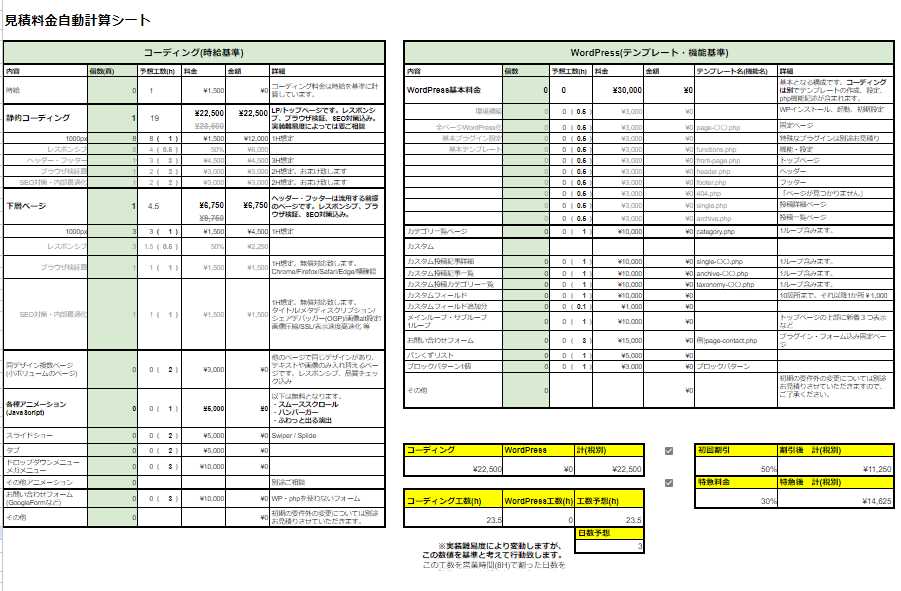 見積料金自動計算シート
コーディング(時給基準)
内容 個数(頁) 予想工数(h) 料金 金額 詳細
時給 0 1 ¥1,500 ¥0 コーディング料金は時給を基準に計算しています。
静的コーディング 1 19 ¥22,500 ¥22,500 LP/トップページです。レスポンシブ、ブラウザ検証、SEO対策込み。
実装難易度によっては要ご相談
1000px 8 8 ( 1 ) ¥1,500 ¥12,000 1H想定
レスポンシブ 8 4 ( 0.5 ) 50% ¥6,000
ヘッダー・フッター 1 3 ( 3 ) ¥4,500 ¥4,500 3H想定
ブラウザ検証費 1 2 ( 2 ) ¥3,000 ¥3,000 2H想定、おまけ致します
SEO対策・内部最適化 1 2 ( 2 ) ¥3,000 ¥3,000 2H想定、おまけ致します
下層ページ 1 4.5 ¥6,750 ¥6,750 ヘッダー・フッターは流用する前提のページです。レスポンシブ、ブラウザ検証、SEO対策込み。
¥9,750
1000px 3 3 ( 1 ) ¥1,500 ¥4,500 1H想定
レスポンシブ 3 1.5 ( 0.5 ) 50% ¥2,250
ブラウザ検証費 1 1 ( 1 ) ¥1,500 ¥1,500 1H想定、無償対応致します。
Chrome/Firefox/Safari/Edge/機種確認
SEO対策・内部最適化 1 1 ( 1 ) ¥1,500 ¥1,500 1H想定、無償対応致します。
タイトル/メタディスクリプション/シェアデバッガー(OGP)/画像alt設定/画像圧縮/SSL/表示速度高速化 等
同デザイン複数ページ
(小ボリュームのページ) 0 0 ( 2 ) ¥3,000 ¥0 他のページで同じデザインがあり、テキストや画像のみ入れ替えるページです。レスポンシブ、品質チェック込み
各種アニメーション
(JavaScript) 0 0 ( 1 ) ¥5,000 ¥0 以下は無料となります。
・スムーススクロール
・ハンバーガー
・ふわっと出る演出
スライドショー 0 0 ( 2 ) ¥5,000 ¥0 Swiper / Splide
タブ 0 0 ( 2 ) ¥5,000 ¥0
ドロップダウンメニュー
メガメニュー 0 0 ( 3 ) ¥10,000 ¥0
その他アニメーション 0 別途ご相談
お問い合わせフォーム
(GoogleFormなど) 0 0 ( 3 ) ¥10,000 ¥0 WP・phpを使わないフォーム
その他 0 ¥0 初期の要件外の変更については別途お見積りさせていただきます。
WordPress(テンプレート・機能基準)
内容 個数 予想工数(h) 料金 金額 テンプレート名(機能名) 詳細
WordPress基本料金 0 0 ¥30,000 ¥0 基本となる構成です。コーディングは別でテンプレートの作成、設定、php機能記述が含まれます。
環境構築 0 0 ( 0.5 ) ¥3,000 ¥0 WPインストール、起動、初期設定
全ページWordPress化 0 0 ( 0.5 ) ¥3,000 ¥0 page-〇〇.php 固定ページ
基本プラグイン設定 0 0 ( 0.5 ) ¥3,000 ¥0 特殊なプラグインは別途お見積り
基本テンプレート 0 0 ( 0.5 ) ¥3,000 ¥0 functions.php 機能・設定
0 0 ( 0.5 ) ¥3,000 ¥0 front-page.php トップページ
0 0 ( 0.5 ) ¥3,000 ¥0 header.php ヘッダー
0 0 ( 0.5 ) ¥3,000 ¥0 footer.php フッター
0 0 ( 0.5 ) ¥3,000 ¥0 404.php 「ページが見つかりません」
0 0 ( 0.5 ) ¥3,000 ¥0 single.php 投稿詳細ページ
0 0 ( 0.5 ) ¥3,000 ¥0 archive.php 投稿一覧ページ
カテゴリ一覧ページ 0 0 ( 1 ) ¥10,000 ¥0 category.php 1ループ含みます。
カスタム ¥0
カスタム投稿記事詳細 0 0 ( 1 ) ¥10,000 ¥0 single-〇〇.php 1ループ含みます。
カスタム投稿記事一覧 0 0 ( 1 ) ¥10,000 ¥0 archive-〇〇.php 1ループ含みます。
カスタム投稿カテゴリー一覧 0 0 ( 1 ) ¥10,000 ¥0 taxonomy-〇〇.php 1ループ含みます。
カスタムフィールド 0 0 ( 1 ) ¥10,000 ¥0 10箇所まで、それ以降1か所¥1,000
カスタムフィールド追加分 0 0 ( 0.1 ) ¥1,000 ¥0
メインループ・サブループ
1ループ 0 0 ( 1 ) ¥10,000 ¥0 トップページの上部に新着3つ表示など
お問い合わせフォーム 0 0 ( 3 ) ¥15,000 ¥0 例)page-contact.php プラグイン・フォーム込み固定ページ
パンくずリスト 0 0 ( 1 ) ¥5,000 ¥0
ブロックパターン1個 0 0 ( 1 ) ¥3,000 ¥0 ブロックパターン
その他 0 ¥0 初期の要件外の変更については別途お見積りさせていただきますので、ご了承ください。
コーディング WordPress 計(税別)
¥22,500 ¥0 ¥22,500
コーディング工数(h) WordPress工数(h) 工数予想(h)
23.5 0 23.5
日数予想
3
※実装難易度により変動しますが、
この数値を基準と考えて行動致します。
この工数を営業時間(8H)で割った日数を
初回割引 割引後 計(税別)
50% ¥11,250
特急料金 特急後 計(税別)
30% ¥14,625